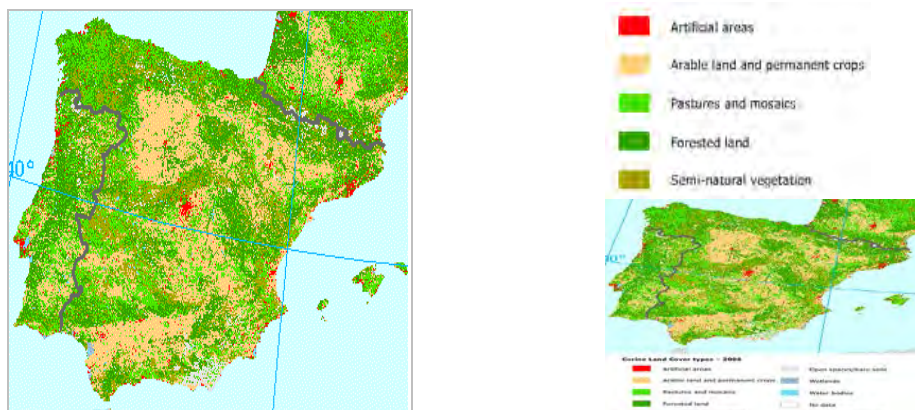 Artificial areas
Arable land and permanent crops
Pastures and mosaics
Forested land
Semi-natural vegetation
40°
Corine Land Cover types - 2006
Artificial areas
Open spaces/bare soils
Arable land and permanent crops
Wetlands
Pastures and mosaics
Water bodies
Forested land
No data